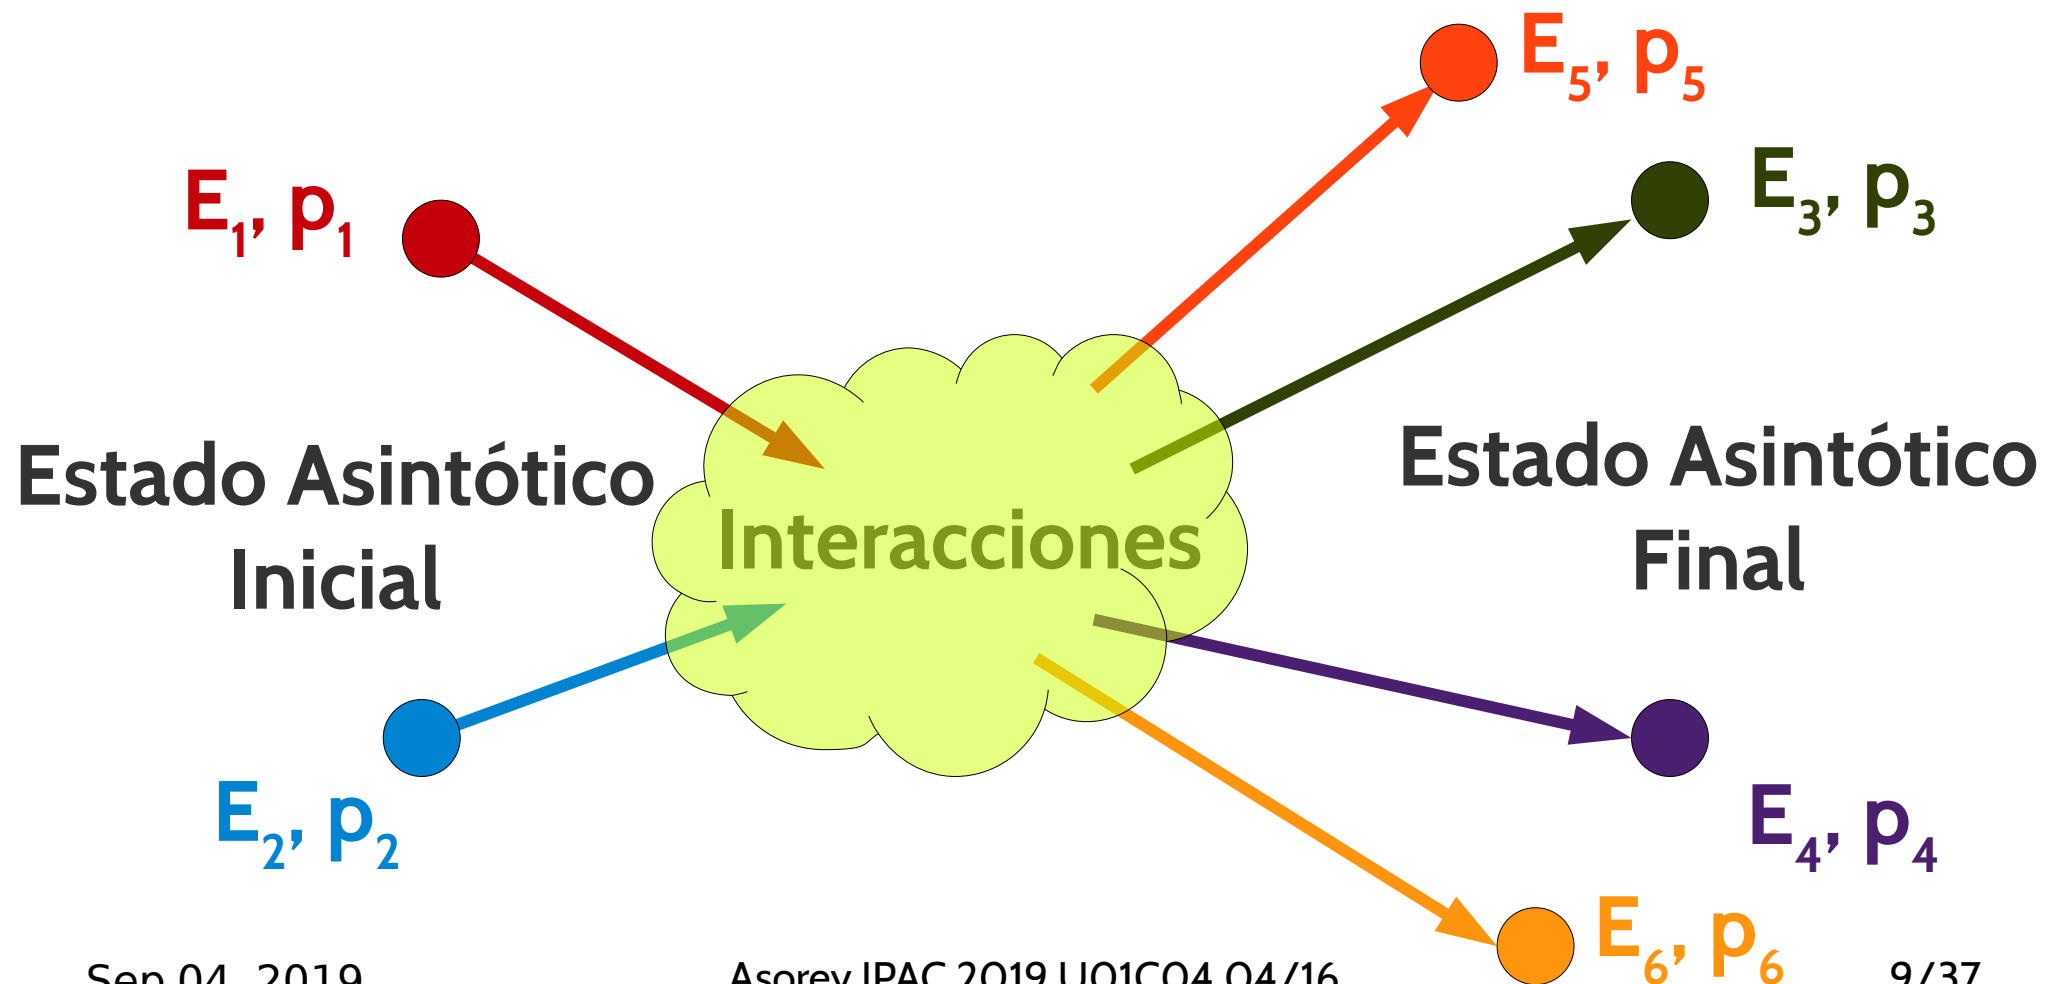 E5, p5
E3, p3
E1, p1
Estado Asintótico
Inicial
Interacciones
Estado Asintótico
Final
E2, p2
E4, p4
E6, p6
Sep 04, 2019
Asorey IPAC 2019 U01C04 04/16
9/37